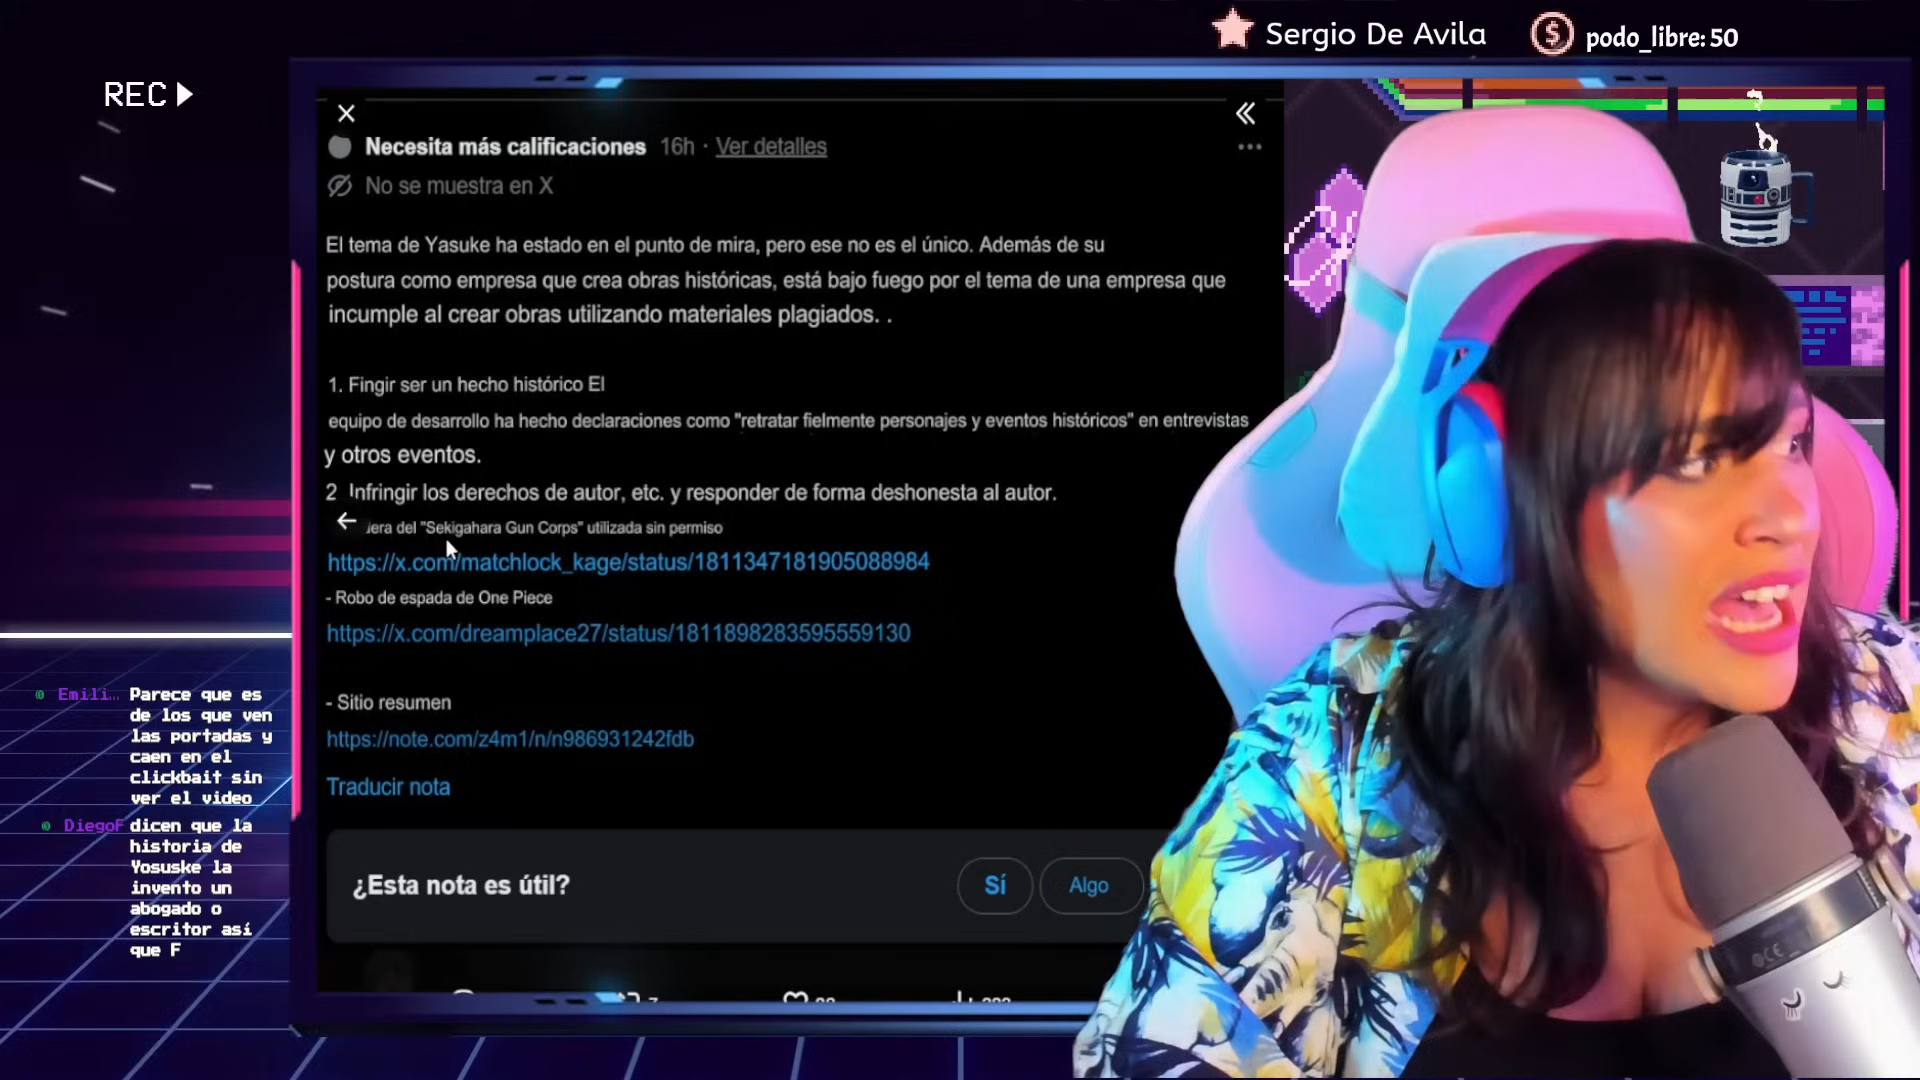 Sergio De Avila
podo_libre: 50
REC
Necesita más calificaciones 16h · Ver detalles
No se muestra en X
El tema de Yasuke ha estado en el punto de mira, pero ese no es el único. Además de su
postura como empresa que crea obras históricas, está bajo fuego por el tema de una empresa que
incumple al crear obras utilizando materiales plagiados. .
1. Fingir ser un hecho histórico El
equipo de desarrollo ha hecho declaraciones como "retratar fielmente personajes y eventos históricos" en entrevistas
y otros eventos.
2 Infringir los derechos de autor, etc. y responder de forma deshonesta al autor.
del "Sekigahara Gun Corps" utilizada sin permiso
https://x.com/matchlock_kage/status/1811347181905088984
- Robo de espada de One Piece
https://x.com/dreamplace27/status/1811898283595559130
- Sitio resumen
https://note.com/z4m1/n/n986931242fdb
Traducir nota
¿Esta nota es útil?
Sí
Algo
Emili... Parece que es
de los que ven
las portadas y
caen en el
clickbait sin
ver el video
DiegoF dicen que la
historia de
Yosuske la
invento un
abogado o
escritor así
que F